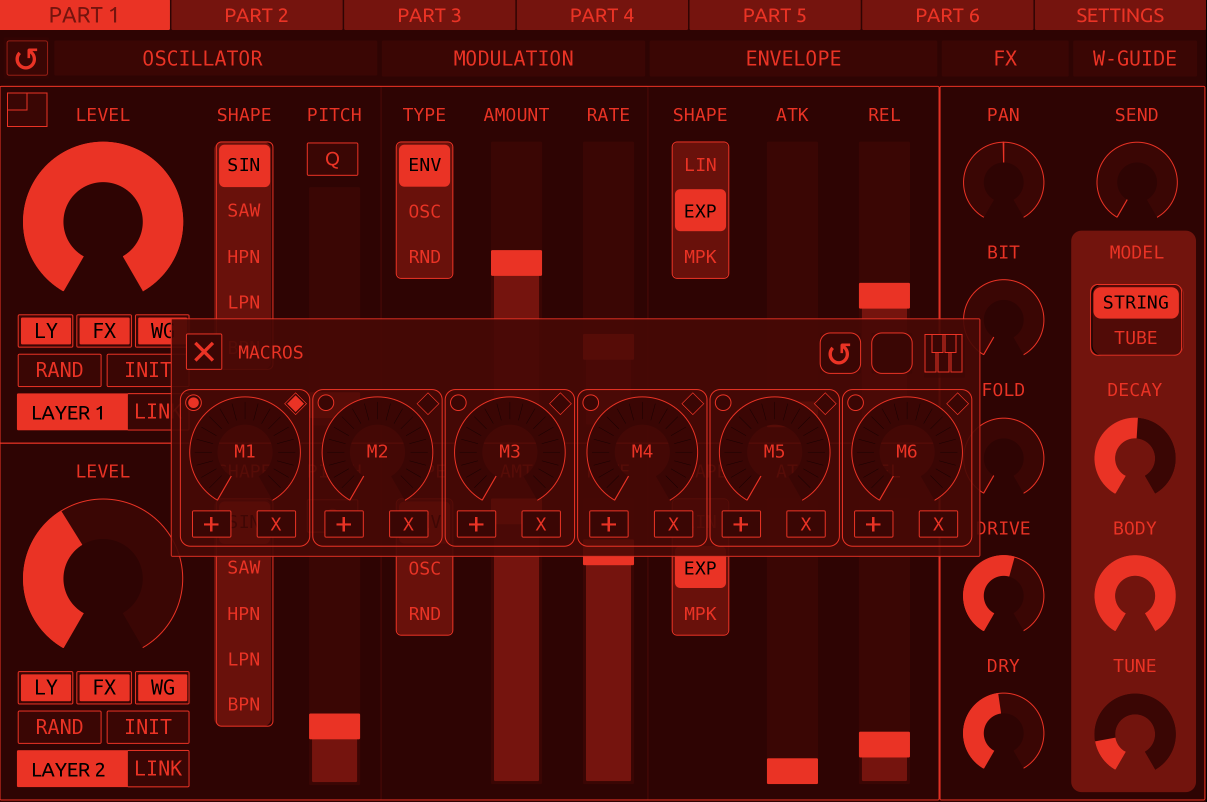 PART 1 PART 2 PART 3 PART 4 PART 5 PART 6 SETTINGS
↺ OSCILLATOR MODULATION ENVELOPE FX W-GUIDE
LEVEL SHAPE PITCH TYPE AMOUNT RATE SHAPE ATK REL PAN SEND
SIN Q ENV LIN
SAW OSC EXP
HPN RND MPK BIT MODEL
LPN STRING
LY FX WG TUBE
MACROS ↺
RAND INIT
FOLD DECAY
LAYER 1 LINK
M1 M2 M3 M4 M5 M6
LEVEL
+ X + X + X + X + X + X
DRIVE BODY
SAW OSC EXP
HPN RND MPK
LPN DRY TUNE
LY FX WG
BPN
RAND INIT
LAYER 2 LINK